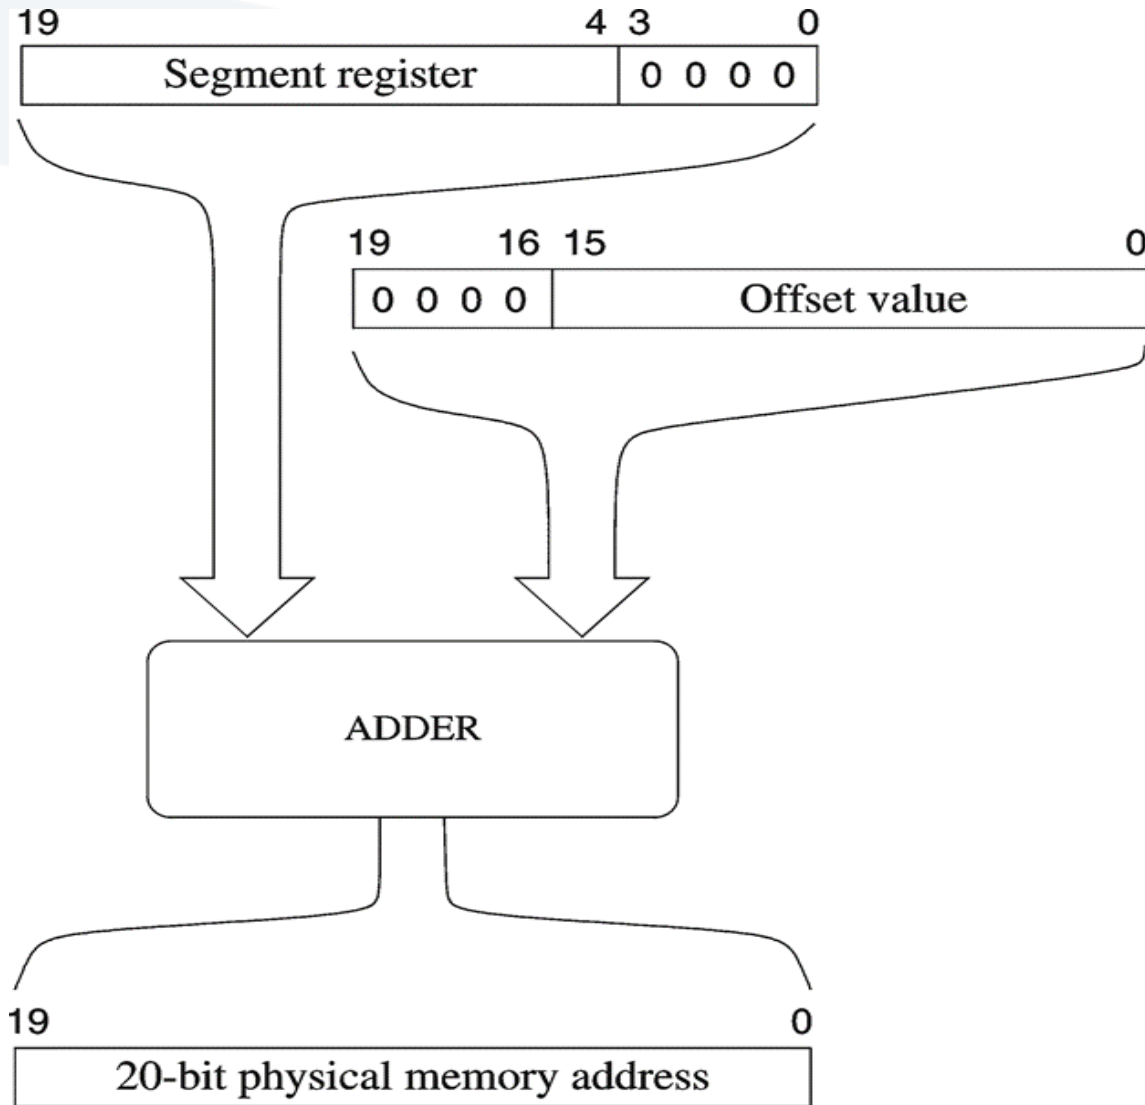 19 4 3 0
Segment register 0 0 0 0
19 16 15 0
0 0 0 0 Offset value
ADDER
19 0
20-bit physical memory address